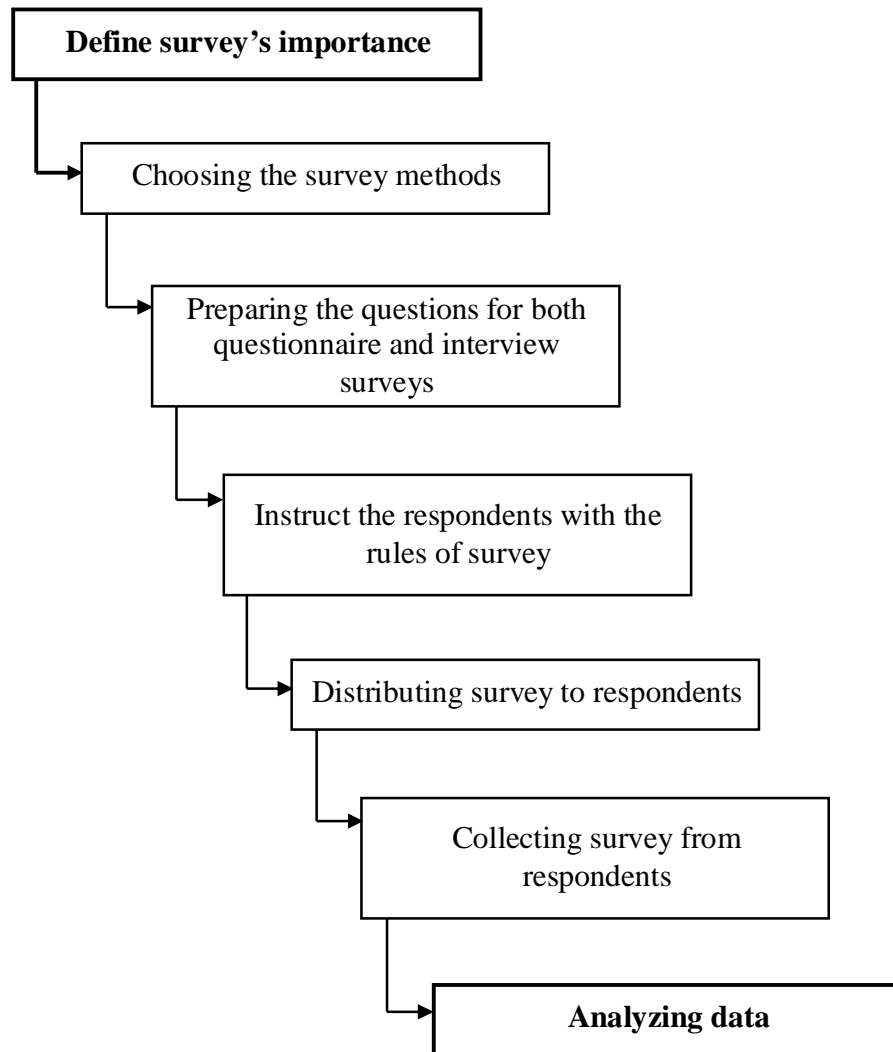 Define survey’s importance
Choosing the survey methods
Preparing the questions for both
questionnaire and interview
surveys
Instruct the respondents with the
rules of survey
Distributing survey to respondents
Collecting survey from
respondents
Analyzing data